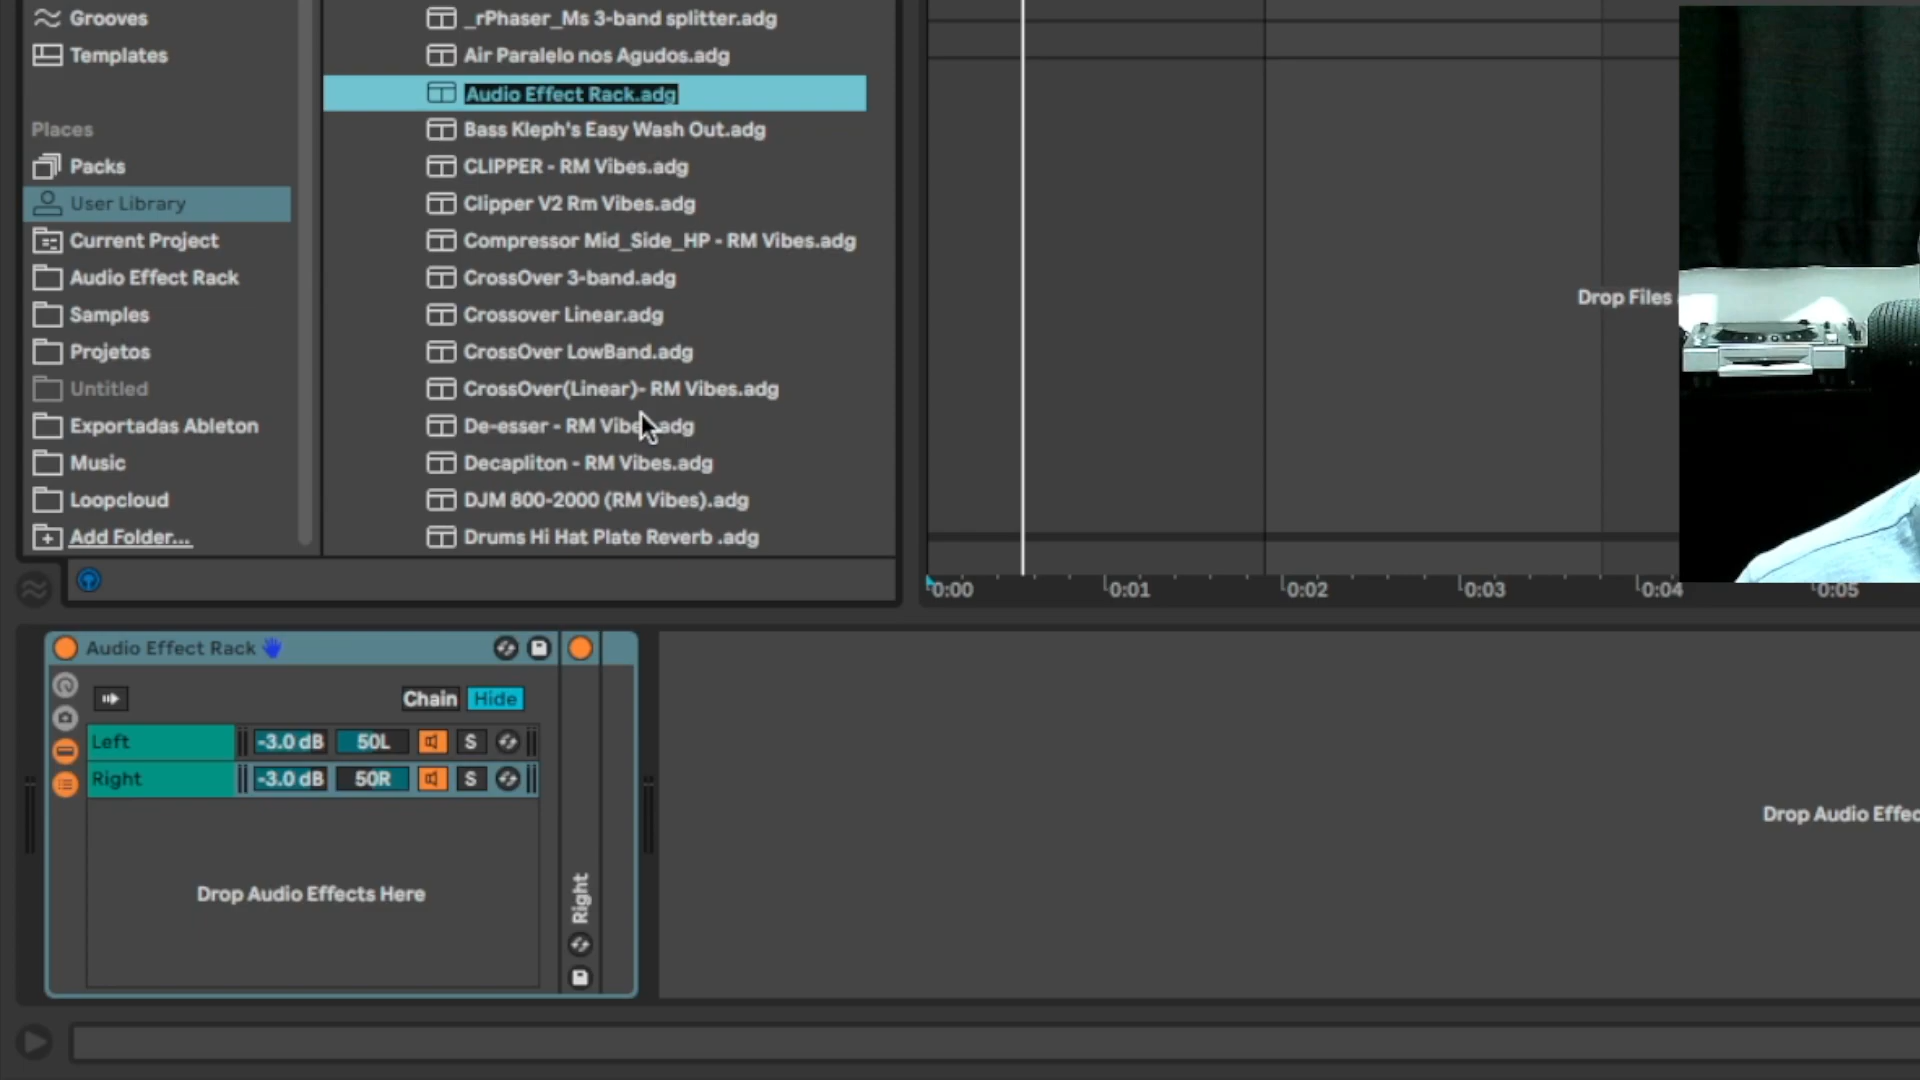 Grooves
Templates
Places
Packs
User Library
Current Project
Audio Effect Rack
Samples
Projetos
Untitled
Exportadas Ableton
Music
Loopcloud
Add Folder...
_rPhaser_Ms 3-band splitter.adg
Air Paralelo nos Agudos.adg
Audio Effect Rack.adg
Bass Kleph's Easy Wash Out.adg
CLIPPER - RM Vibes.adg
Clipper V2 Rm Vibes.adg
Compressor Mid_Side_HP - RM Vibes.adg
CrossOver 3-band.adg
Crossover Linear.adg
CrossOver LowBand.adg
CrossOver(Linear)- RM Vibes.adg
De-esser - RM Vibes.adg
Decapliton - RM Vibes.adg
DJM 800-2000 (RM Vibes).adg
Drums Hi Hat Plate Reverb .adg
Drop Files
0:00 0:01 0:02 0:03 0:04 0:05
Audio Effect Rack
Chain Hide
Left -3.0 dB 50L S
Right -3.0 dB 50R S
Drop Audio Effects Here
Right
Drop Audio Effec